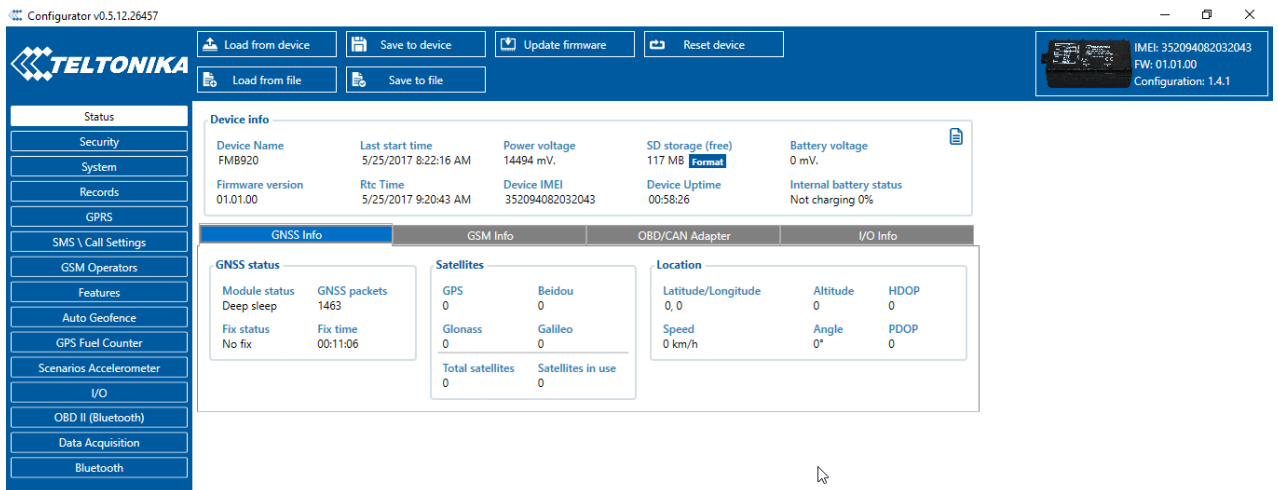 Configurator v0.5.12.26457
TELTONIKA
Load from device
Save to device
Update firmware
Reset device
Load from file
Save to file
IMEI: 352094082032043
FW: 01.01.00
Configuration: 1.4.1
Status
Security
System
Records
GPRS
SMS \ Call Settings
GSM Operators
Features
Auto Geofence
GPS Fuel Counter
Scenarios Accelerometer
I/O
OBD II (Bluetooth)
Data Acquisition
Bluetooth
Device info
Device Name Last start time Power voltage SD storage (free) Battery voltage
FMB920 5/25/2017 8:22:16 AM 14494 mV. 117 MB Format 0 mV.
Firmware version Rtc Time Device IMEI Device Uptime Internal battery status
01.01.00 5/25/2017 9:20:43 AM 352094082032043 00:58:26 Not charging 0%
GNSS Info GSM Info OBD/CAN Adapter I/O Info
GNSS status
Module status GNSS packets
Deep sleep 1463
Fix status Fix time
No fix 00:11:06
Satellites
GPS Beidou
0 0
Glonass Galileo
0 0
Total satellites Satellites in use
0 0
Location
Latitude/Longitude Altitude HDOP
0, 0 0 0
Speed Angle PDOP
0 km/h 0° 0